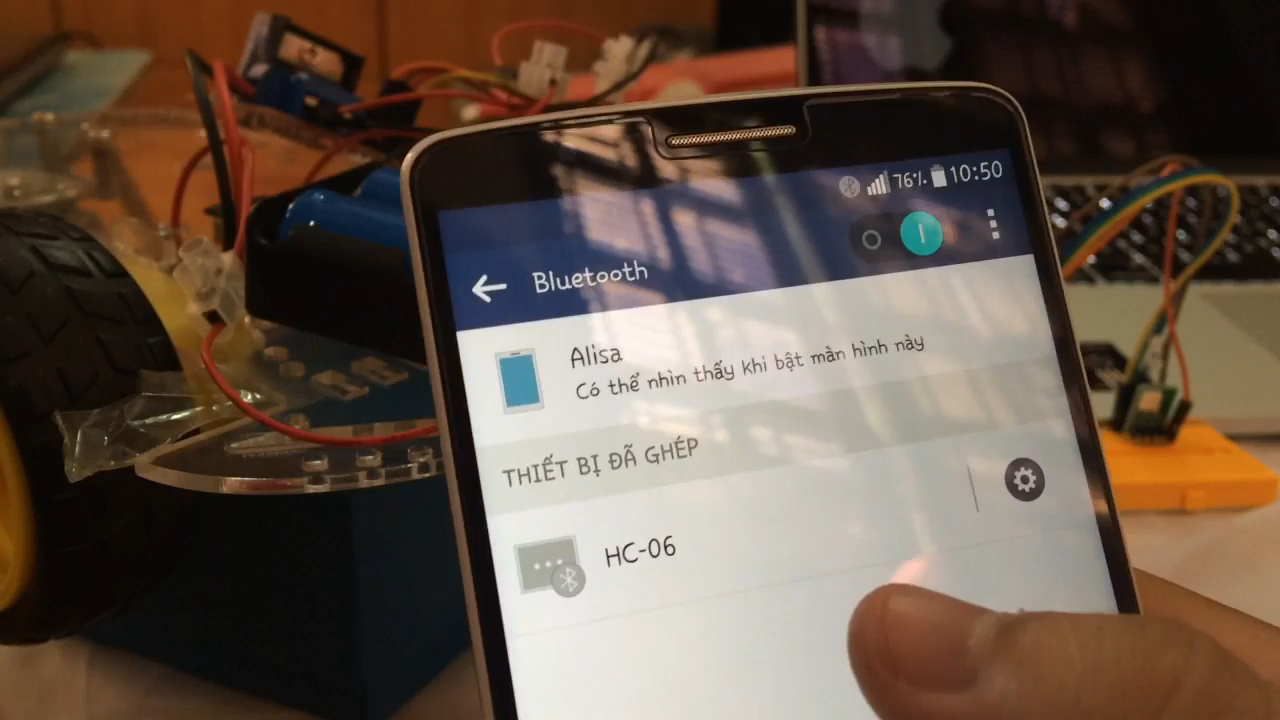 76% 10:50
Bluetooth
Alisa
Có thể nhìn thấy khi bật màn hình này
THIẾT BỊ ĐÃ GHÉP
HC-06